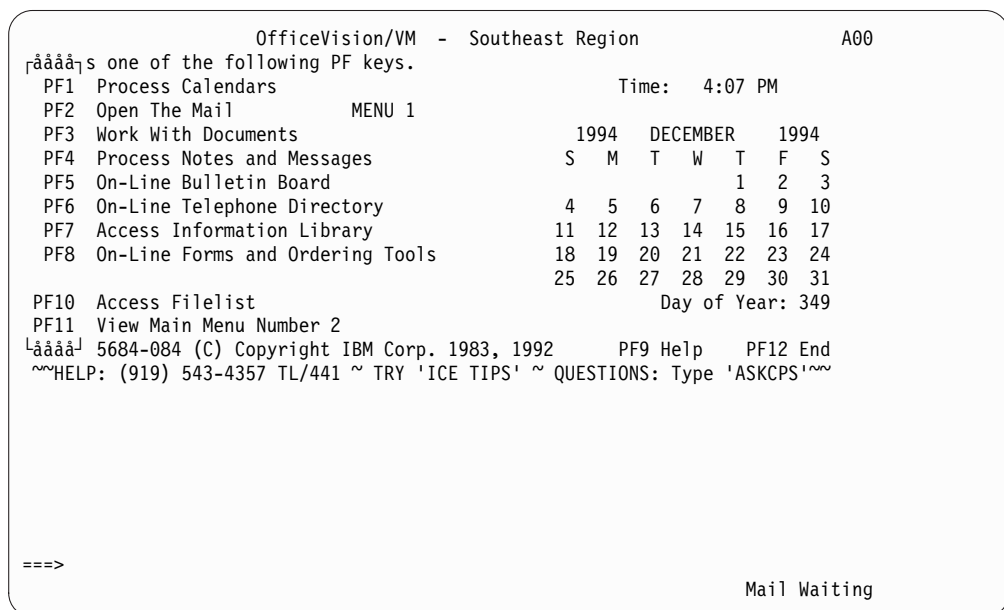 OfficeVision/VM - Southeast Region A00
┌åååå┐s one of the following PF keys.
PF1 Process Calendars Time: 4:07 PM
PF2 Open The Mail MENU 1
PF3 Work With Documents 1994 DECEMBER 1994
PF4 Process Notes and Messages S M T W T F S
PF5 On-Line Bulletin Board 1 2 3
PF6 On-Line Telephone Directory 4 5 6 7 8 9 10
PF7 Access Information Library 11 12 13 14 15 16 17
PF8 On-Line Forms and Ordering Tools 18 19 20 21 22 23 24
25 26 27 28 29 30 31
PF10 Access Filelist Day of Year: 349
PF11 View Main Menu Number 2
└åååå┘ 5684-084 (C) Copyright IBM Corp. 1983, 1992 PF9 Help PF12 End
~~HELP: (919) 543-4357 TL/441 ~ TRY 'ICE TIPS' ~ QUESTIONS: Type 'ASKCPS'~~
===>
Mail Waiting